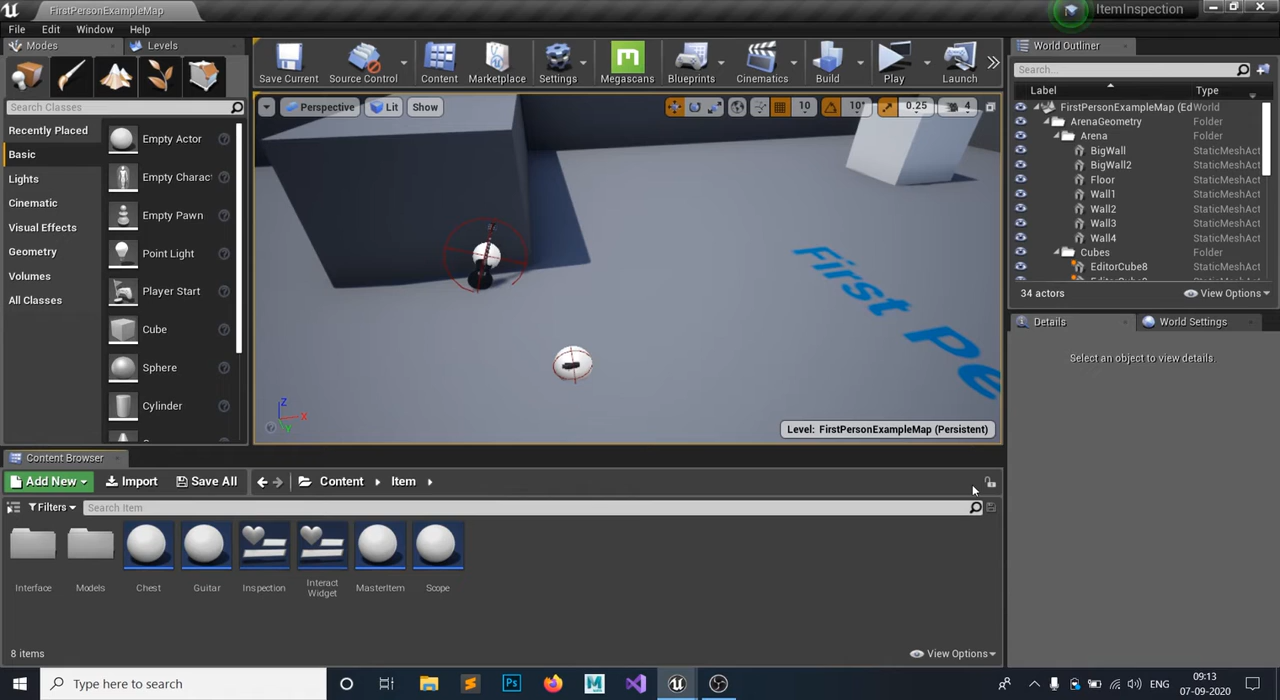 FirstPersonExampleMap
ItemInspection
File Edit Window Help
Modes
Levels
Search Classes
Recently Placed
Basic
Lights
Cinematic
Visual Effects
Geometry
Volumes
All Classes
Empty Actor
Empty Charac
Empty Pawn
Point Light
Player Start
Cube
Sphere
Cylinder
Save Current
Source Control
Content
Marketplace
Settings
Megascans
Blueprints
Cinematics
Build
Play
Launch
Perspective
Lit
Show
10
10°
0.25
4
First Pe
Z
X
Y
Level: FirstPersonExampleMap (Persistent)
World Outliner
Search...
Label Type
FirstPersonExampleMap (Ed World
ArenaGeometry Folder
Arena Folder
BigWall StaticMeshAct
BigWall2 StaticMeshAct
Floor StaticMeshAct
Wall1 StaticMeshAct
Wall2 StaticMeshAct
Wall3 StaticMeshAct
Wall4 StaticMeshAct
Cubes Folder
EditorCube8 StaticMeshAct
34 actors
View Options
Details
World Settings
Select an object to view details.
Content Browser
Add New
Import
Save All
Content
Item
Filters
Search Item
Interface
Models
Chest
Guitar
Inspection
Interact
Widget
MasterItem
Scope
8 items
View Options
Type here to search
Ps
M
ENG
09:13
07-09-2020